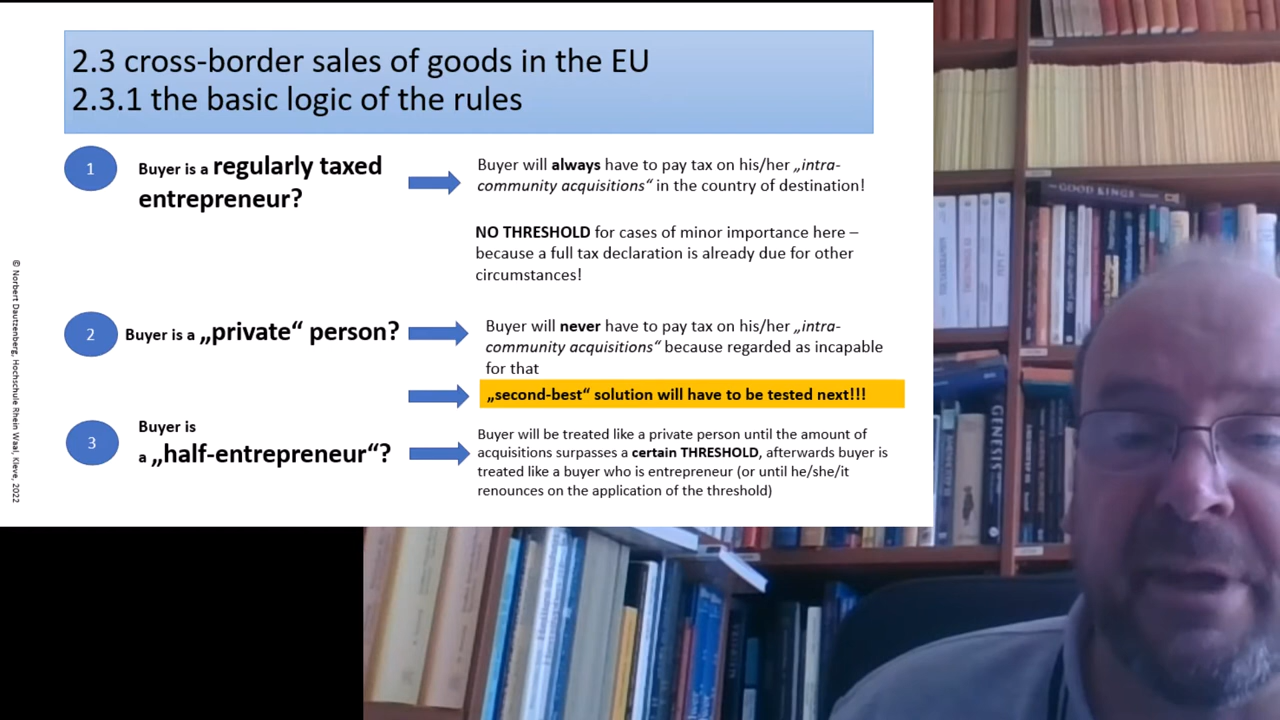 2.3 cross-border sales of goods in the EU
2.3.1 the basic logic of the rules
1
Buyer is a regularly taxed
entrepreneur?
Buyer will always have to pay tax on his/her „intra-
community acquisitions“ in the country of destination!
NO THRESHOLD for cases of minor importance here –
because a full tax declaration is already due for other
circumstances!
2
Buyer is a „private“ person?
Buyer will never have to pay tax on his/her „intra-
community acquisitions“ because regarded as incapable
for that
„second-best“ solution will have to be tested next!!!
3
Buyer is
a „half-entrepreneur“?
Buyer will be treated like a private person until the amount of
acquisitions surpasses a certain THRESHOLD, afterwards buyer is
treated like a buyer who is entrepreneur (or until he/she/it
renounces on the application of the threshold)
© Norbert Dautzenberg, Hochschule Rhein Waal, Kleve, 2022
GOOD KINGS
GENESIS